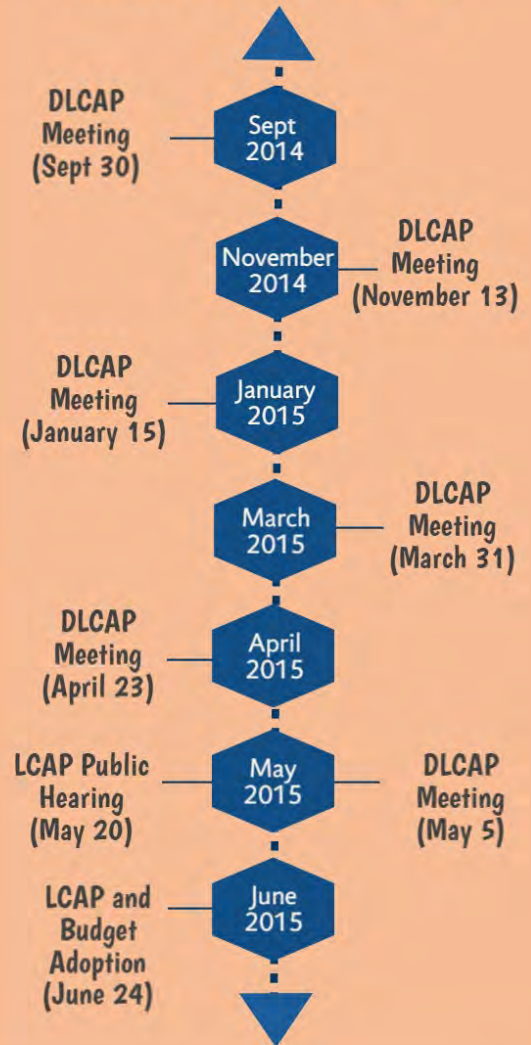 DLCAP
Meeting
(Sept 30)
Sept
2014
November
2014
DLCAP
Meeting
(November 13)
DLCAP
Meeting
(January 15)
January
2015
March
2015
DLCAP
Meeting
(March 31)
DLCAP
Meeting
(April 23)
April
2015
LCAP Public
Hearing
(May 20)
May
2015
DLCAP
Meeting
(May 5)
LCAP and
Budget
Adoption
(June 24)
June
2015